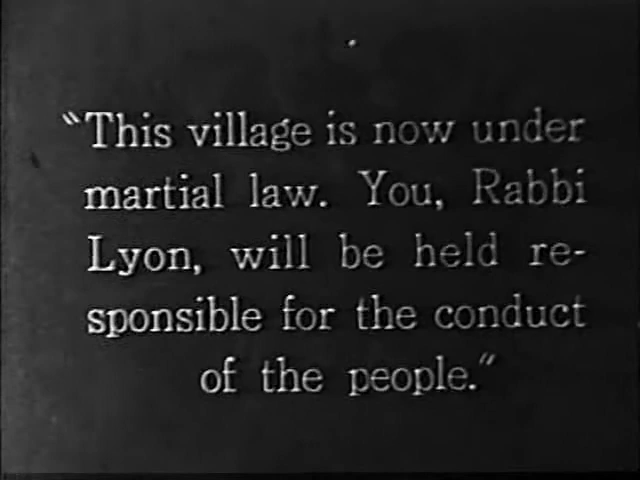 "This village is now under
martial law. You, Rabbi
Lyon, will be held re-
sponsible for the conduct
of the people."